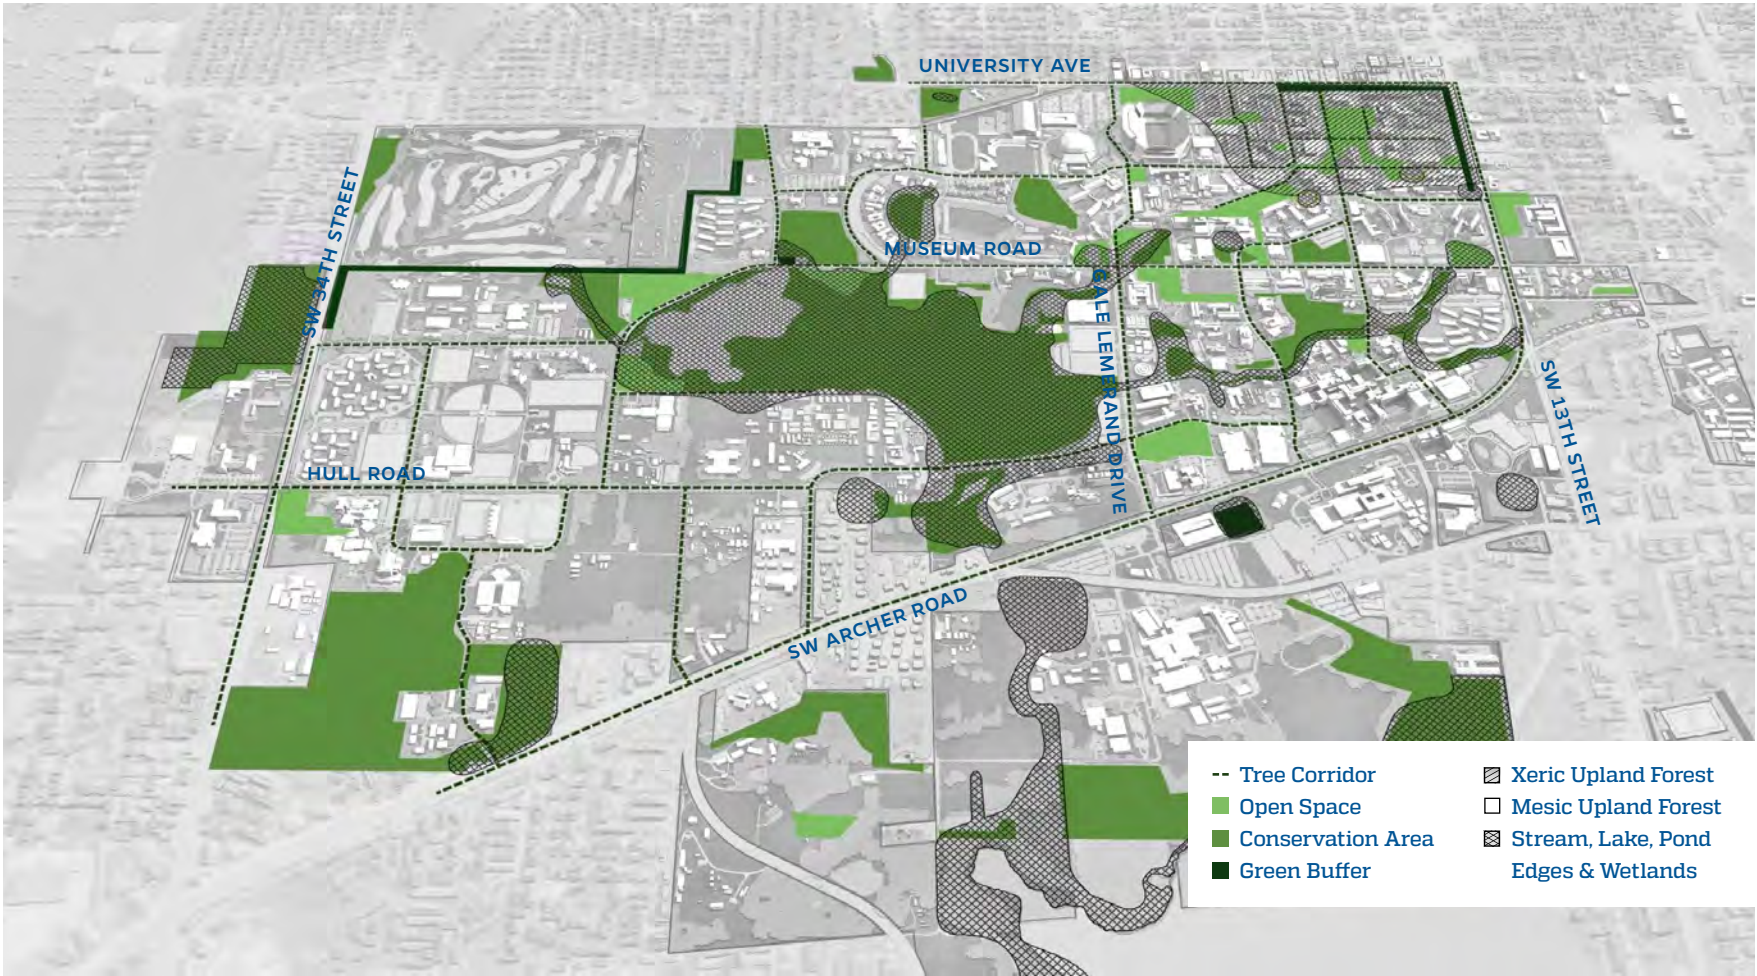 UNIVERSITY AVE
SW 34TH STREET
MUSEUM ROAD
GALE LEMERAND DRIVE
SW 13TH STREET
HULL ROAD
SW ARCHER ROAD
Tree Corridor
Open Space
Conservation Area
Green Buffer
Xeric Upland Forest
Mesic Upland Forest
Stream, Lake, Pond
Edges & Wetlands